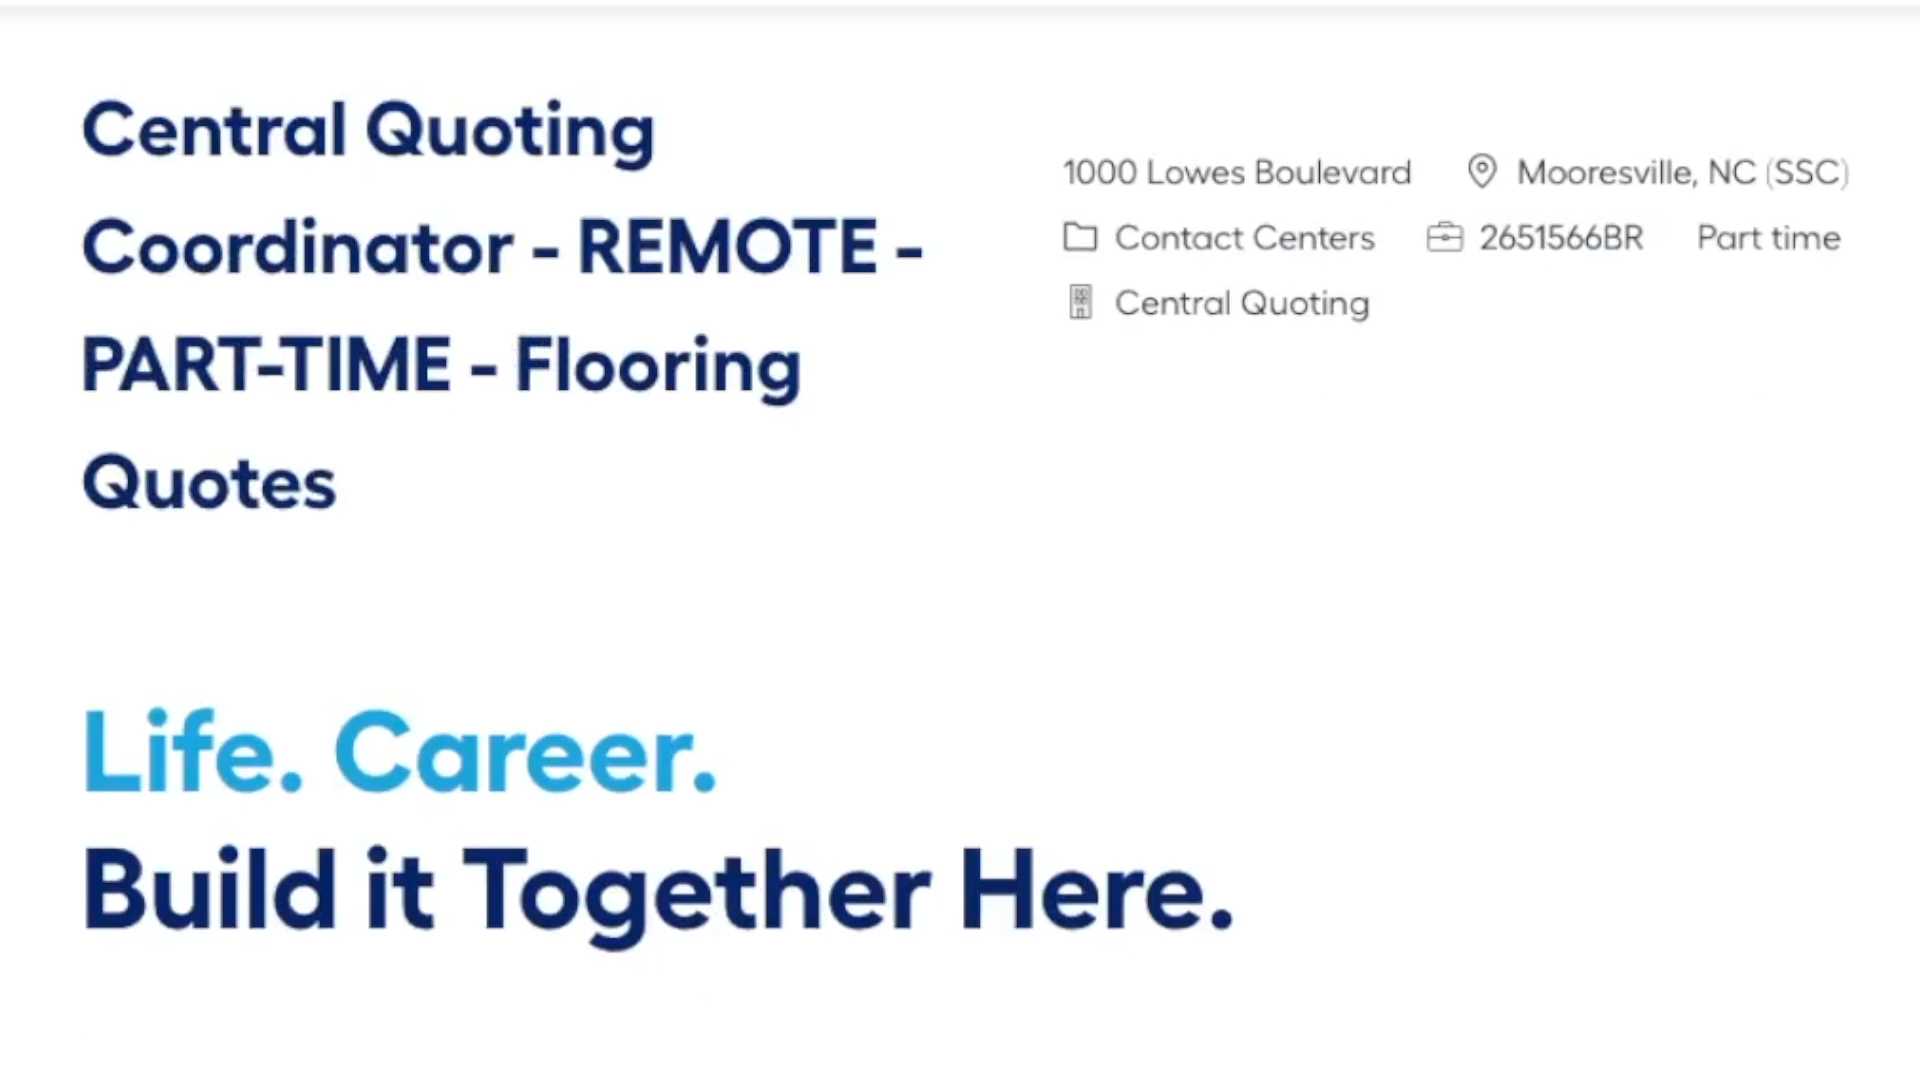 Central Quoting
Coordinator - REMOTE -
PART-TIME - Flooring
Quotes
1000 Lowes Boulevard Mooresville, NC (SSC)
Contact Centers 2651566BR Part time
Central Quoting
Life. Career.
Build it Together Here.